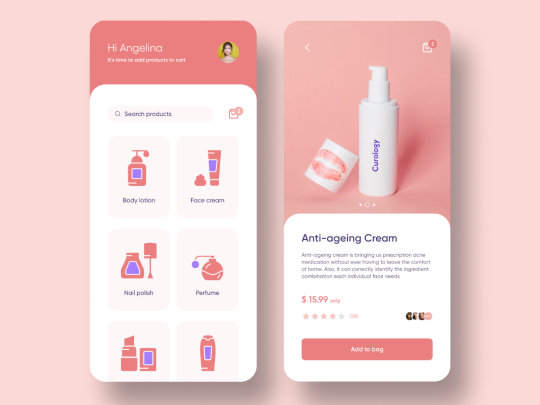 Hi Angelina
It's time to add products to cart
Search products
2
Body lotion
Face cream
Nail polish
Perfume
2
Curology
Anti-ageing Cream
Anti-ageing cream is bringing us prescription acne
medication without ever having to leave the comfort
of home. Also, it can correctly identify the ingredient
combination each individual face needs
$ 15.99 only
Add to bag